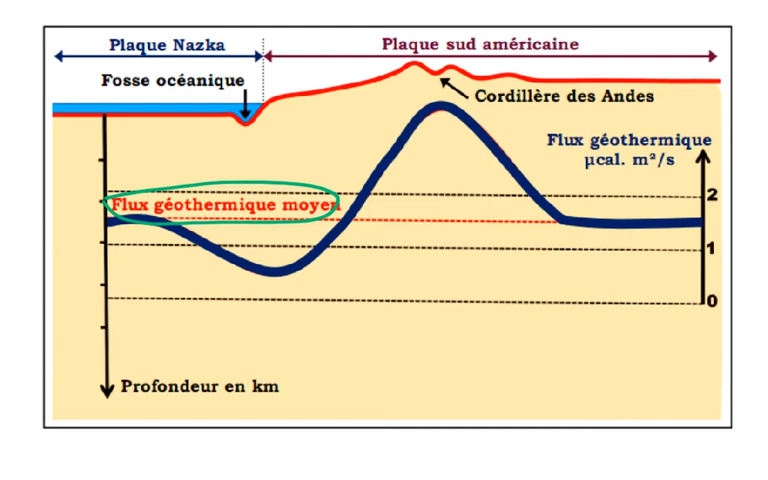 Plaque Nazka
Plaque sud américaine
Fosse océanique
Cordillère des Andes
Flux géothermique
µcal. m²/s
2
Flux géothermique moyen
1
0
Profondeur en km